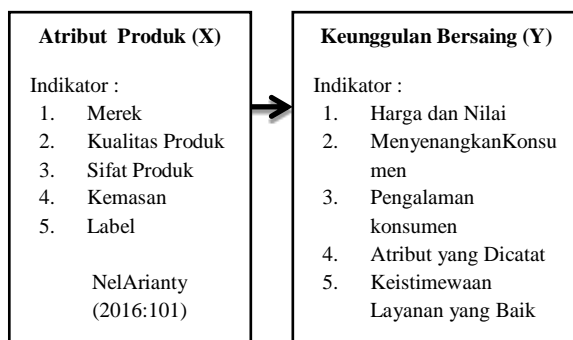 Atribut Produk (X)
Indikator :
1. Merek
2. Kualitas Produk
3. Sifat Produk
4. Kemasan
5. Label
NelArianty
(2016:101)
Keunggulan Bersaing (Y)
Indikator :
1. Harga dan Nilai
2. MenyenangkanKonsu
men
3. Pengalaman
konsumen
4. Atribut yang Dicatat
5. Keistimewaan
Layanan yang Baik